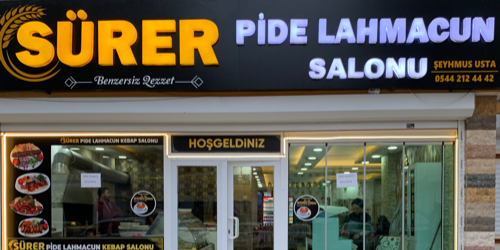 SÜRER
Benzersiz Lezzet
PİDE LAHMACUN
SALONU
ŞEYHMUS USTA
0544 212 44 42
SÜRER PİDE LAHMACUN KEBAP SALONU
HOŞGELDİNİZ
SÜRER PİDE LAHMACUN KEBAP SALONU